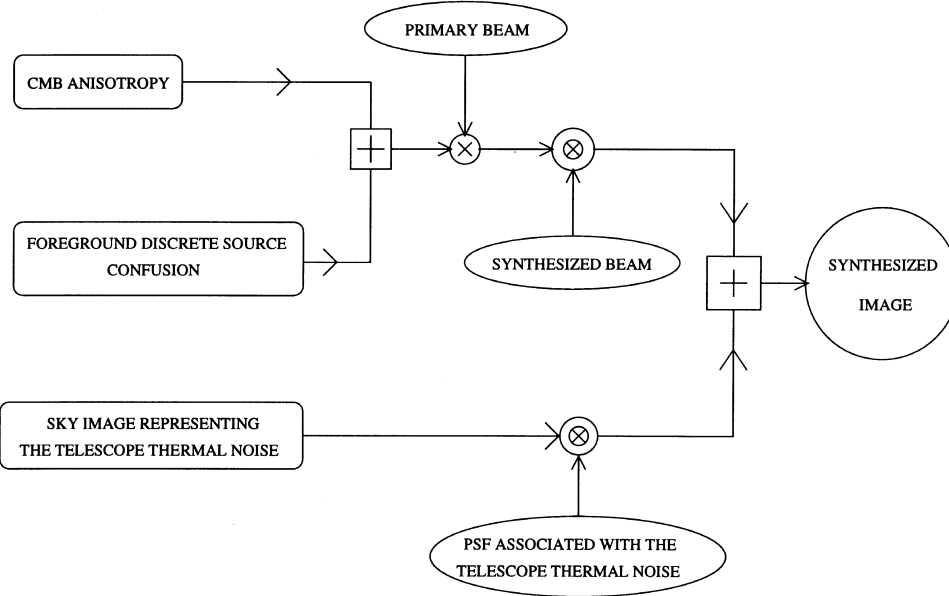 PRIMARY BEAM
CMB ANISOTROPY
FOREGROUND DISCRETE SOURCE
CONFUSION
SYNTHESIZED BEAM
SYNTHESIZED
IMAGE
SKY IMAGE REPRESENTING
THE TELESCOPE THERMAL NOISE
PSF ASSOCIATED WITH THE
TELESCOPE THERMAL NOISE